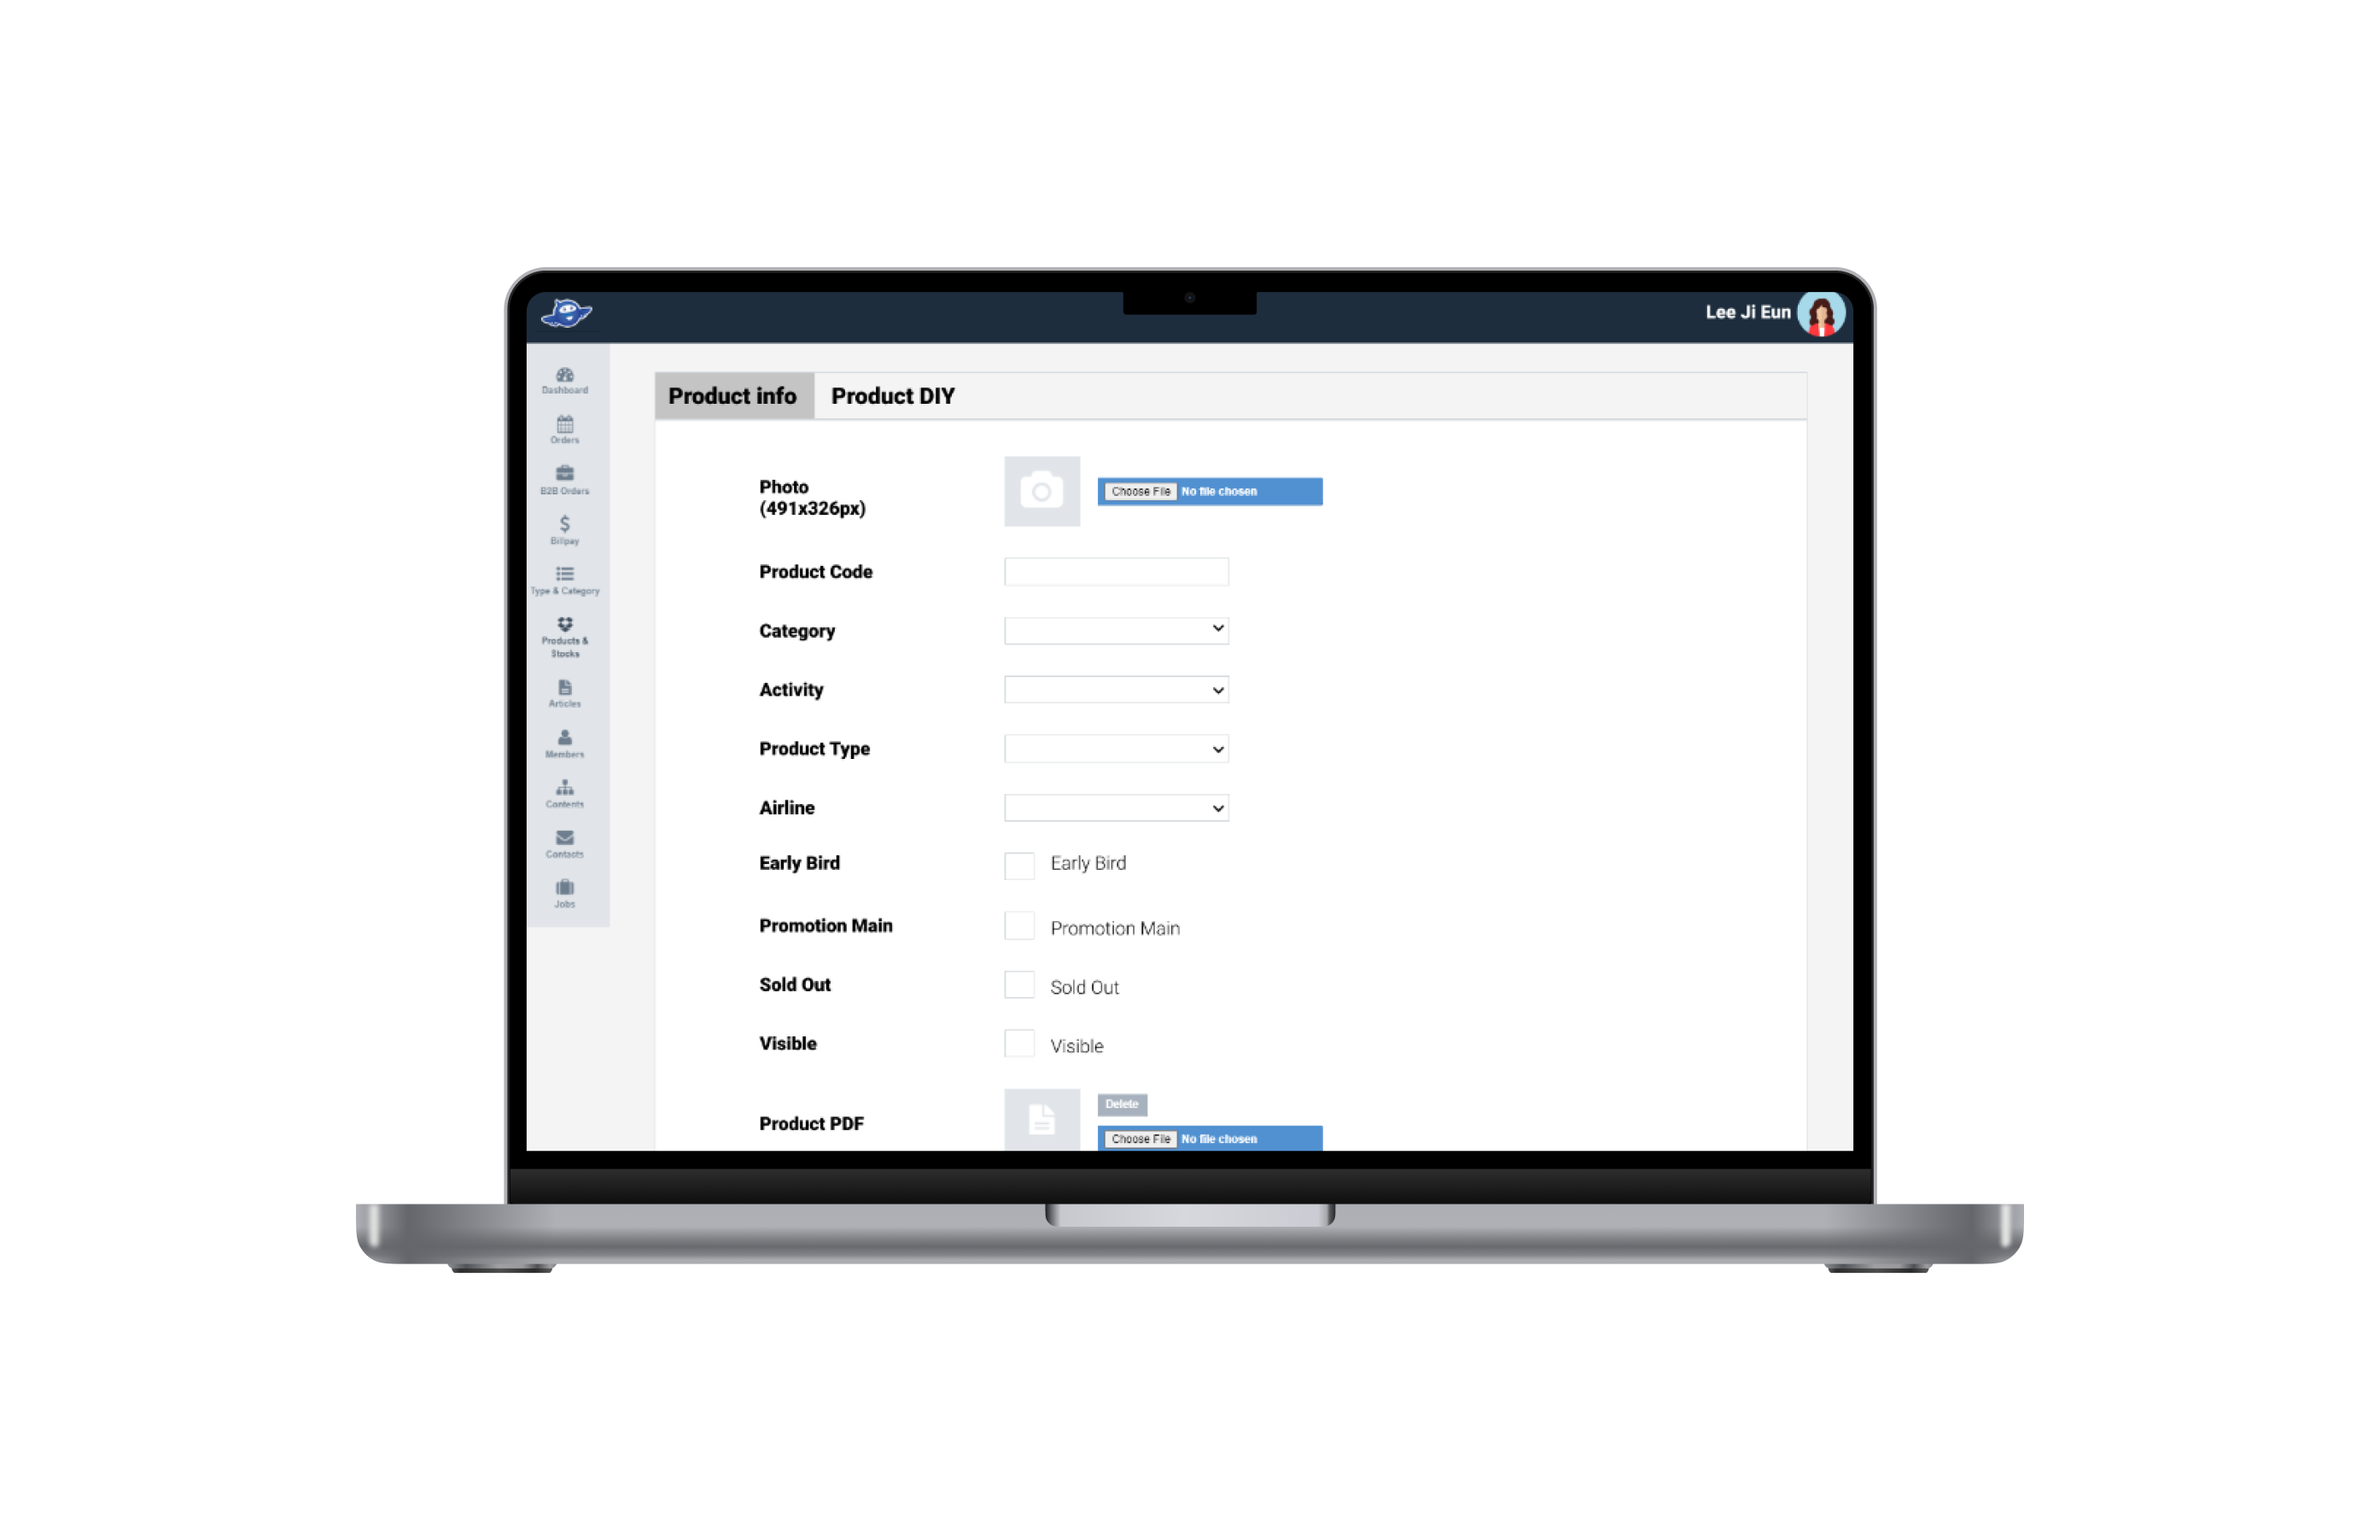 Lee Ji Eun
Dashboard
Orders
B2B Orders
Billpay
Type & Category
Products &
Stocks
Articles
Members
Contents
Contacts
Jobs
Product info
Product DIY
Photo
(491x326px)
Choose File No file chosen
Product Code
Category
Activity
Product Type
Airline
Early Bird
Early Bird
Promotion Main
Promotion Main
Sold Out
Sold Out
Visible
Visible
Product PDF
Delete
Choose File No file chosen